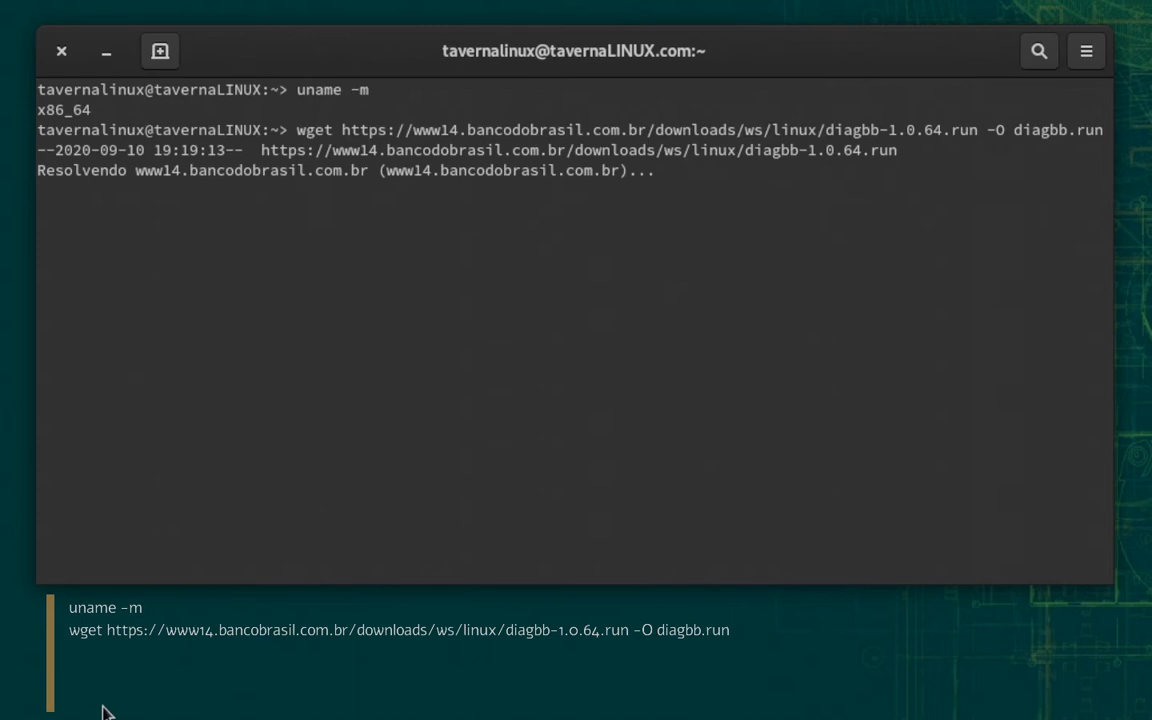 tavernalinux@tavernaLINUX.com:~
tavernalinux@tavernaLINUX:~> uname -m
x86_64
tavernalinux@tavernaLINUX:~> wget https://www14.bancodobrasil.com.br/downloads/ws/linux/diagbb-1.0.64.run -O diagbb.run
--2020-09-10 19:19:13--  https://www14.bancodobrasil.com.br/downloads/ws/linux/diagbb-1.0.64.run
Resolvendo www14.bancodobrasil.com.br (www14.bancodobrasil.com.br)...
uname -m
wget https://www14.bancobrasil.com.br/downloads/ws/linux/diagbb-1.0.64.run -O diagbb.run